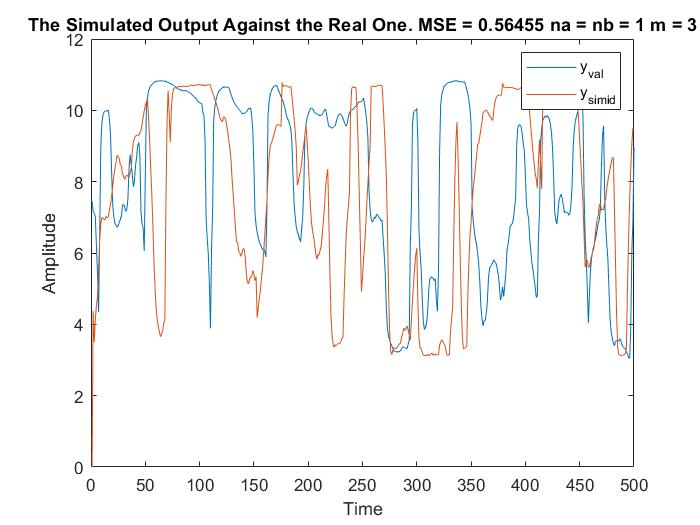 The Simulated Output Against the Real One. MSE = 0.56455 na = nb = 1 m = 3
12
10
8
6
4
2
0
Amplitude
y_val
y_simid
0 50 100 150 200 250 300 350 400 450 500
Time